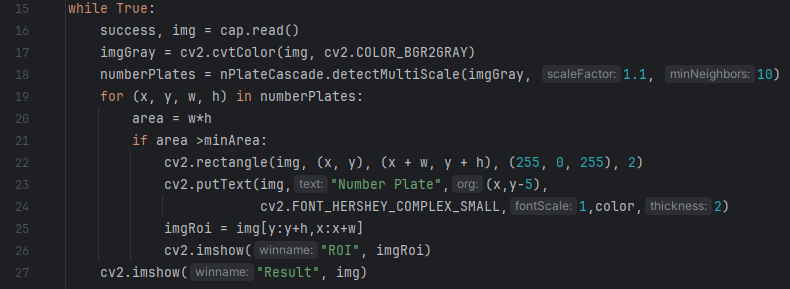 15 while True:
16 success, img = cap.read()
17 imgGray = cv2.cvtColor(img, cv2.COLOR_BGR2GRAY)
18 numberPlates = nPlateCascade.detectMultiScale(imgGray, scaleFactor: 1.1, minNeighbors: 10)
19 for (x, y, w, h) in numberPlates:
20 area = w*h
21 if area >minArea:
22 cv2.rectangle(img, (x, y), (x + w, y + h), (255, 0, 255), 2)
23 cv2.putText(img, text: "Number Plate", org: (x,y-5),
24 cv2.FONT_HERSHEY_COMPLEX_SMALL, fontScale: 1,color, thickness: 2)
25 imgRoi = img[y:y+h,x:x+w]
26 cv2.imshow( winname: "ROI", imgRoi)
27 cv2.imshow( winname: "Result", img)